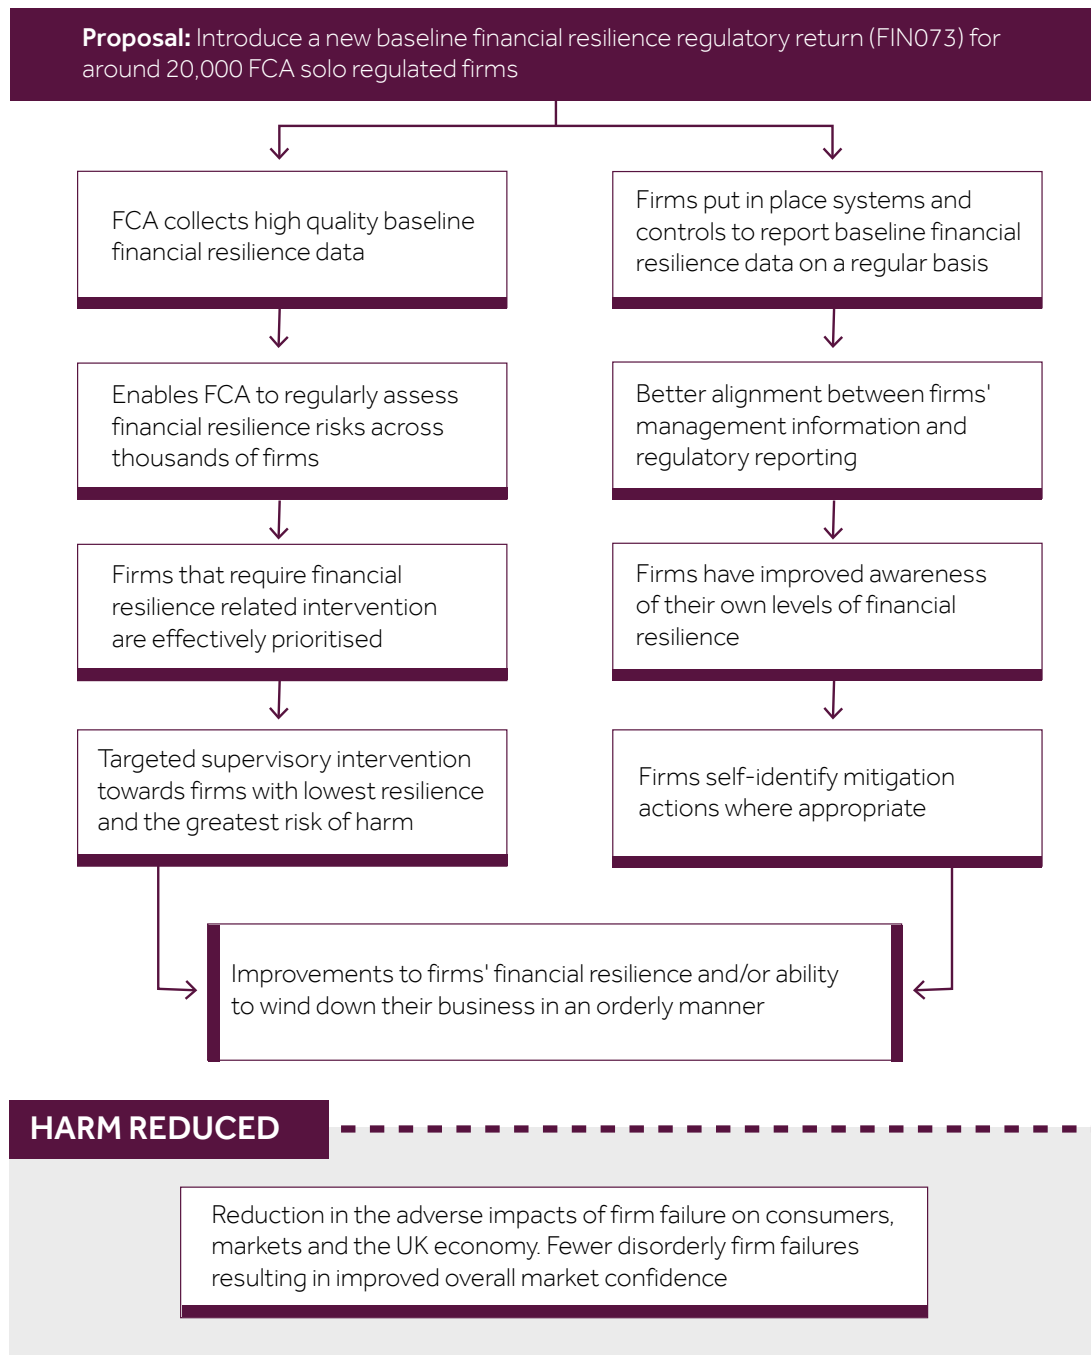 Proposal: Introduce a new baseline financial resilience regulatory return (FIN073) for
around 20,000 FCA solo regulated firms
FCA collects high quality baseline
financial resilience data
Enables FCA to regularly assess
financial resilience risks across
thousands of firms
Firms that require financial
resilience related intervention
are effectively prioritised
Targeted supervisory intervention
towards firms with lowest resilience
and the greatest risk of harm
Firms put in place systems and
controls to report baseline financial
resilience data on a regular basis
Better alignment between firms'
management information and
regulatory reporting
Firms have improved awareness
of their own levels of financial
resilience
Firms self-identify mitigation
actions where appropriate
Improvements to firms' financial resilience and/or ability
to wind down their business in an orderly manner
HARM REDUCED
Reduction in the adverse impacts of firm failure on consumers,
markets and the UK economy. Fewer disorderly firm failures
resulting in improved overall market confidence